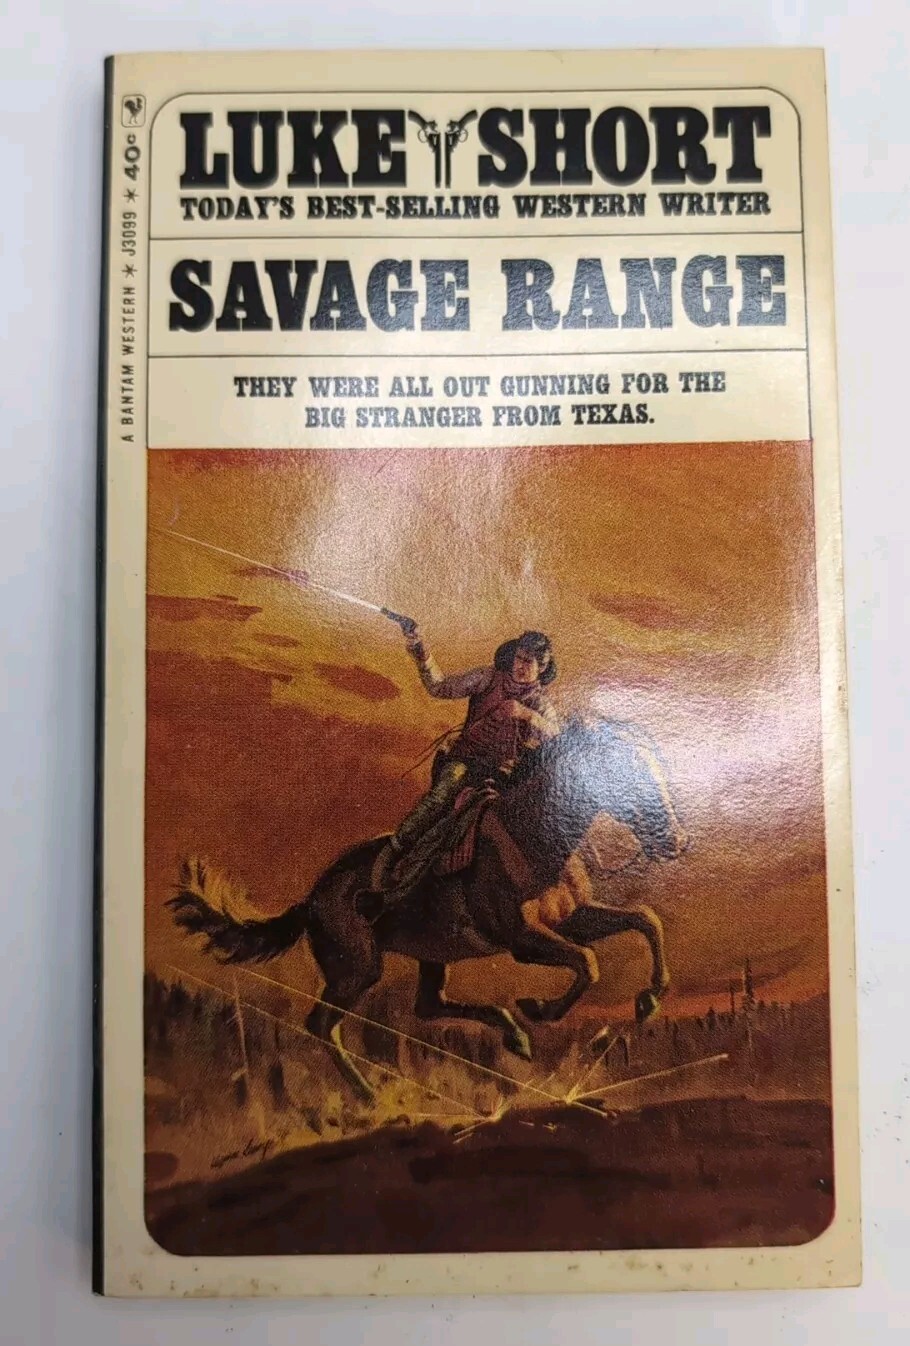 LUKE SHORT
TODAY'S BEST-SELLING WESTERN WRITER
SAVAGE RANGE
THEY WERE ALL OUT GUNNING FOR THE
BIG STRANGER FROM TEXAS.
A BANTAM WESTERN * J3099 * 40c